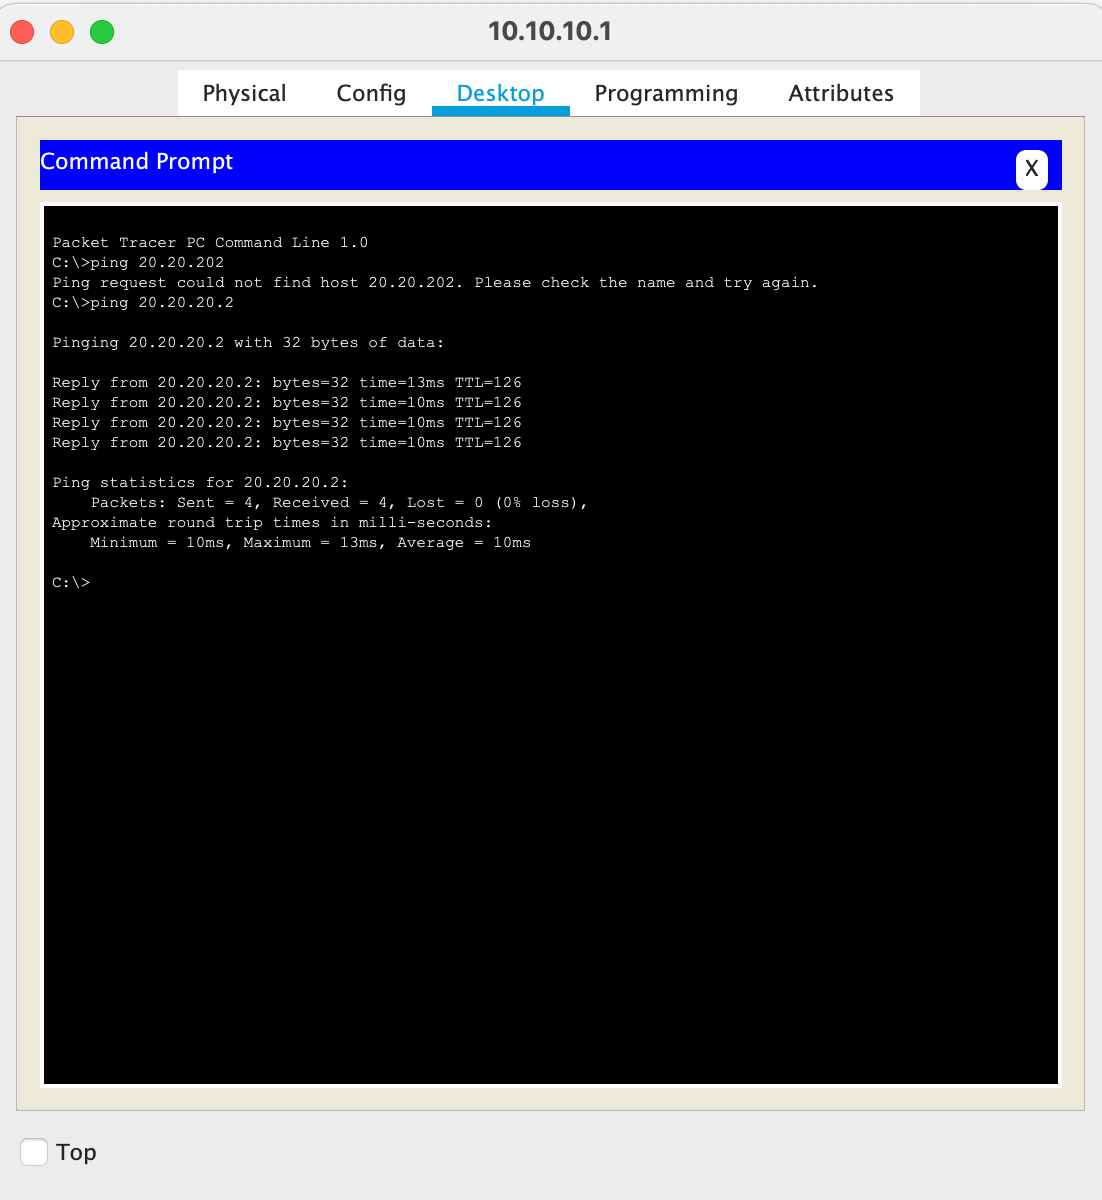 10.10.10.1
Physical Config Desktop Programming Attributes
Command Prompt
X
Packet Tracer PC Command Line 1.0
C:\>ping 20.20.202
Ping request could not find host 20.20.202. Please check the name and try again.
C:\>ping 20.20.20.2
Pinging 20.20.20.2 with 32 bytes of data:
Reply from 20.20.20.2: bytes=32 time=13ms TTL=126
Reply from 20.20.20.2: bytes=32 time=10ms TTL=126
Reply from 20.20.20.2: bytes=32 time=10ms TTL=126
Reply from 20.20.20.2: bytes=32 time=10ms TTL=126
Ping statistics for 20.20.20.2:
    Packets: Sent = 4, Received = 4, Lost = 0 (0% loss),
Approximate round trip times in milli-seconds:
    Minimum = 10ms, Maximum = 13ms, Average = 10ms
C:\>
Top